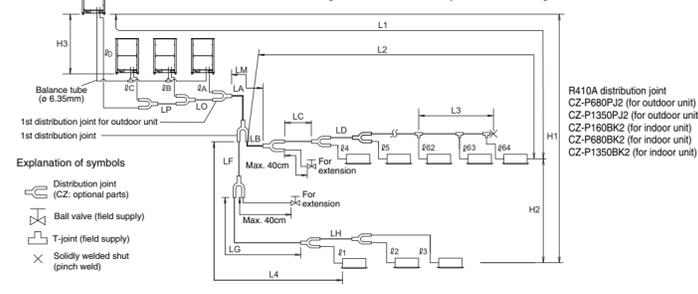 L1
H3
L2
ℓD
LM
ℓC
ℓB
ℓA
LA
Balance tube
(ø 6.35mm)
LP
LO
LC
L3
H1
1st distribution joint for outdoor unit
LB
LD
1st distribution joint
ℓ4
ℓ5
ℓ62
ℓ63
ℓ64
LF
Max. 40cm
For
extension
R410A distribution joint
CZ-P680PJ2 (for outdoor unit)
CZ-P1350PJ2 (for outdoor unit)
CZ-P160BK2 (for indoor unit)
CZ-P680BK2 (for indoor unit)
CZ-P1350BK2 (for indoor unit)
Explanation of symbols
Distribution joint
(CZ: optional parts)
Ball valve (field supply)
T-joint (field supply)
Solidly welded shut
(pinch weld)
For
extension
Max. 40cm
H2
LH
LG
ℓ1
ℓ2
ℓ3
L4